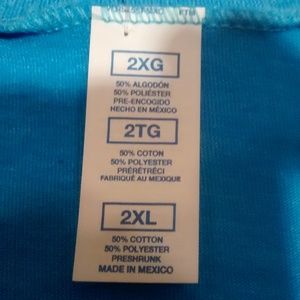 2XG
50% ALGODÓN
50% POLIÉSTER
PRE-ENCOGIDO
HECHO EN MÉXICO
2TG
50% COTON
50% POLYESTER
PRÉRÉTRÉCI
FABRIQUÉ AU MEXIQUE
2XL
50% COTTON
50% POLYESTER
PRESHRUNK
MADE IN MEXICO